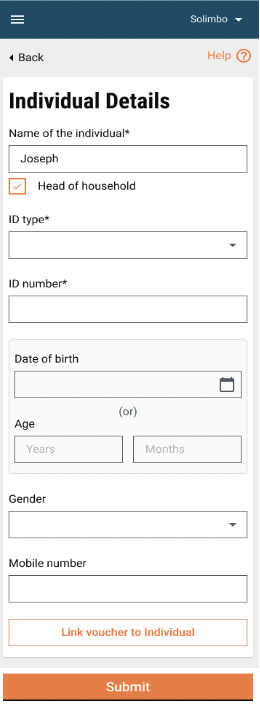 Solimbo
Back
Help
Individual Details
Name of the individual*
Joseph
Head of household
ID type*
ID number*
Date of birth
(or)
Age
Years Months
Gender
Mobile number
Link voucher to Individual
Submit